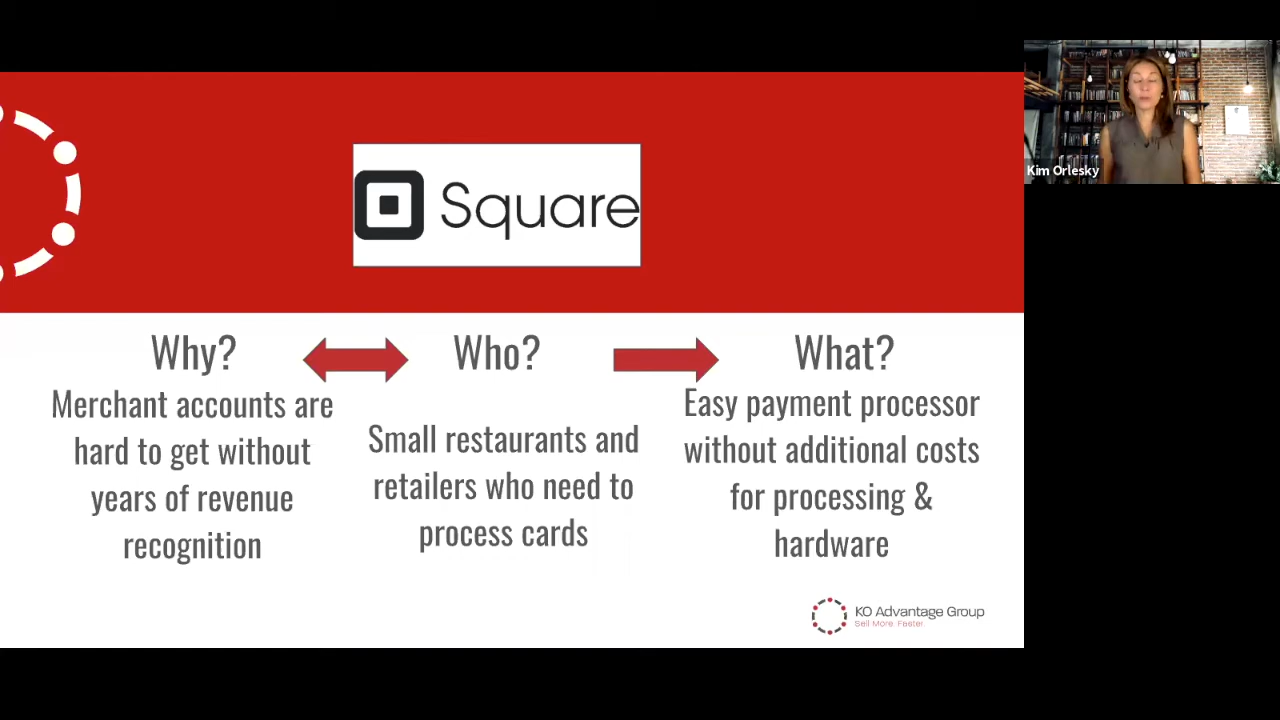 Square
Kim Orlesky
Why?
Merchant accounts are
hard to get without
years of revenue
recognition
Who?
Small restaurants and
retailers who need to
process cards
What?
Easy payment processor
without additional costs
for processing &
hardware
KO Advantage Group
Sell More. Faster.